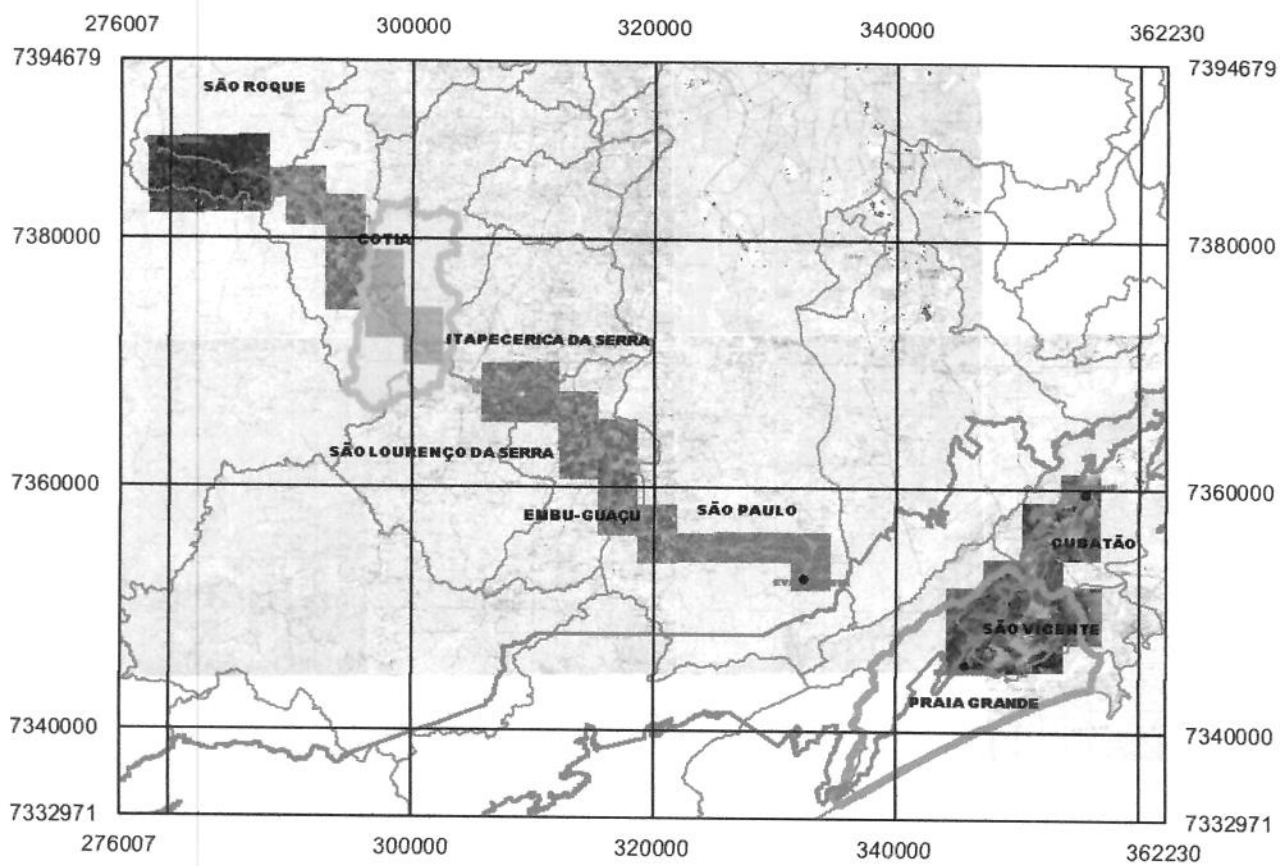 276007 300000 320000 340000 362230
7394679 7394679
SÃO ROQUE
7380000 COTIA 7380000
ITAPECERICA DA SERRA
SÃO LOURENÇO DA SERRA
7360000 7360000
EMBU-GUAÇU SÃO PAULO
CUBATÃO
SÃO VICENTE
PRAIA GRANDE
7340000 7340000
7332971 7332971
276007 300000 320000 340000 362230